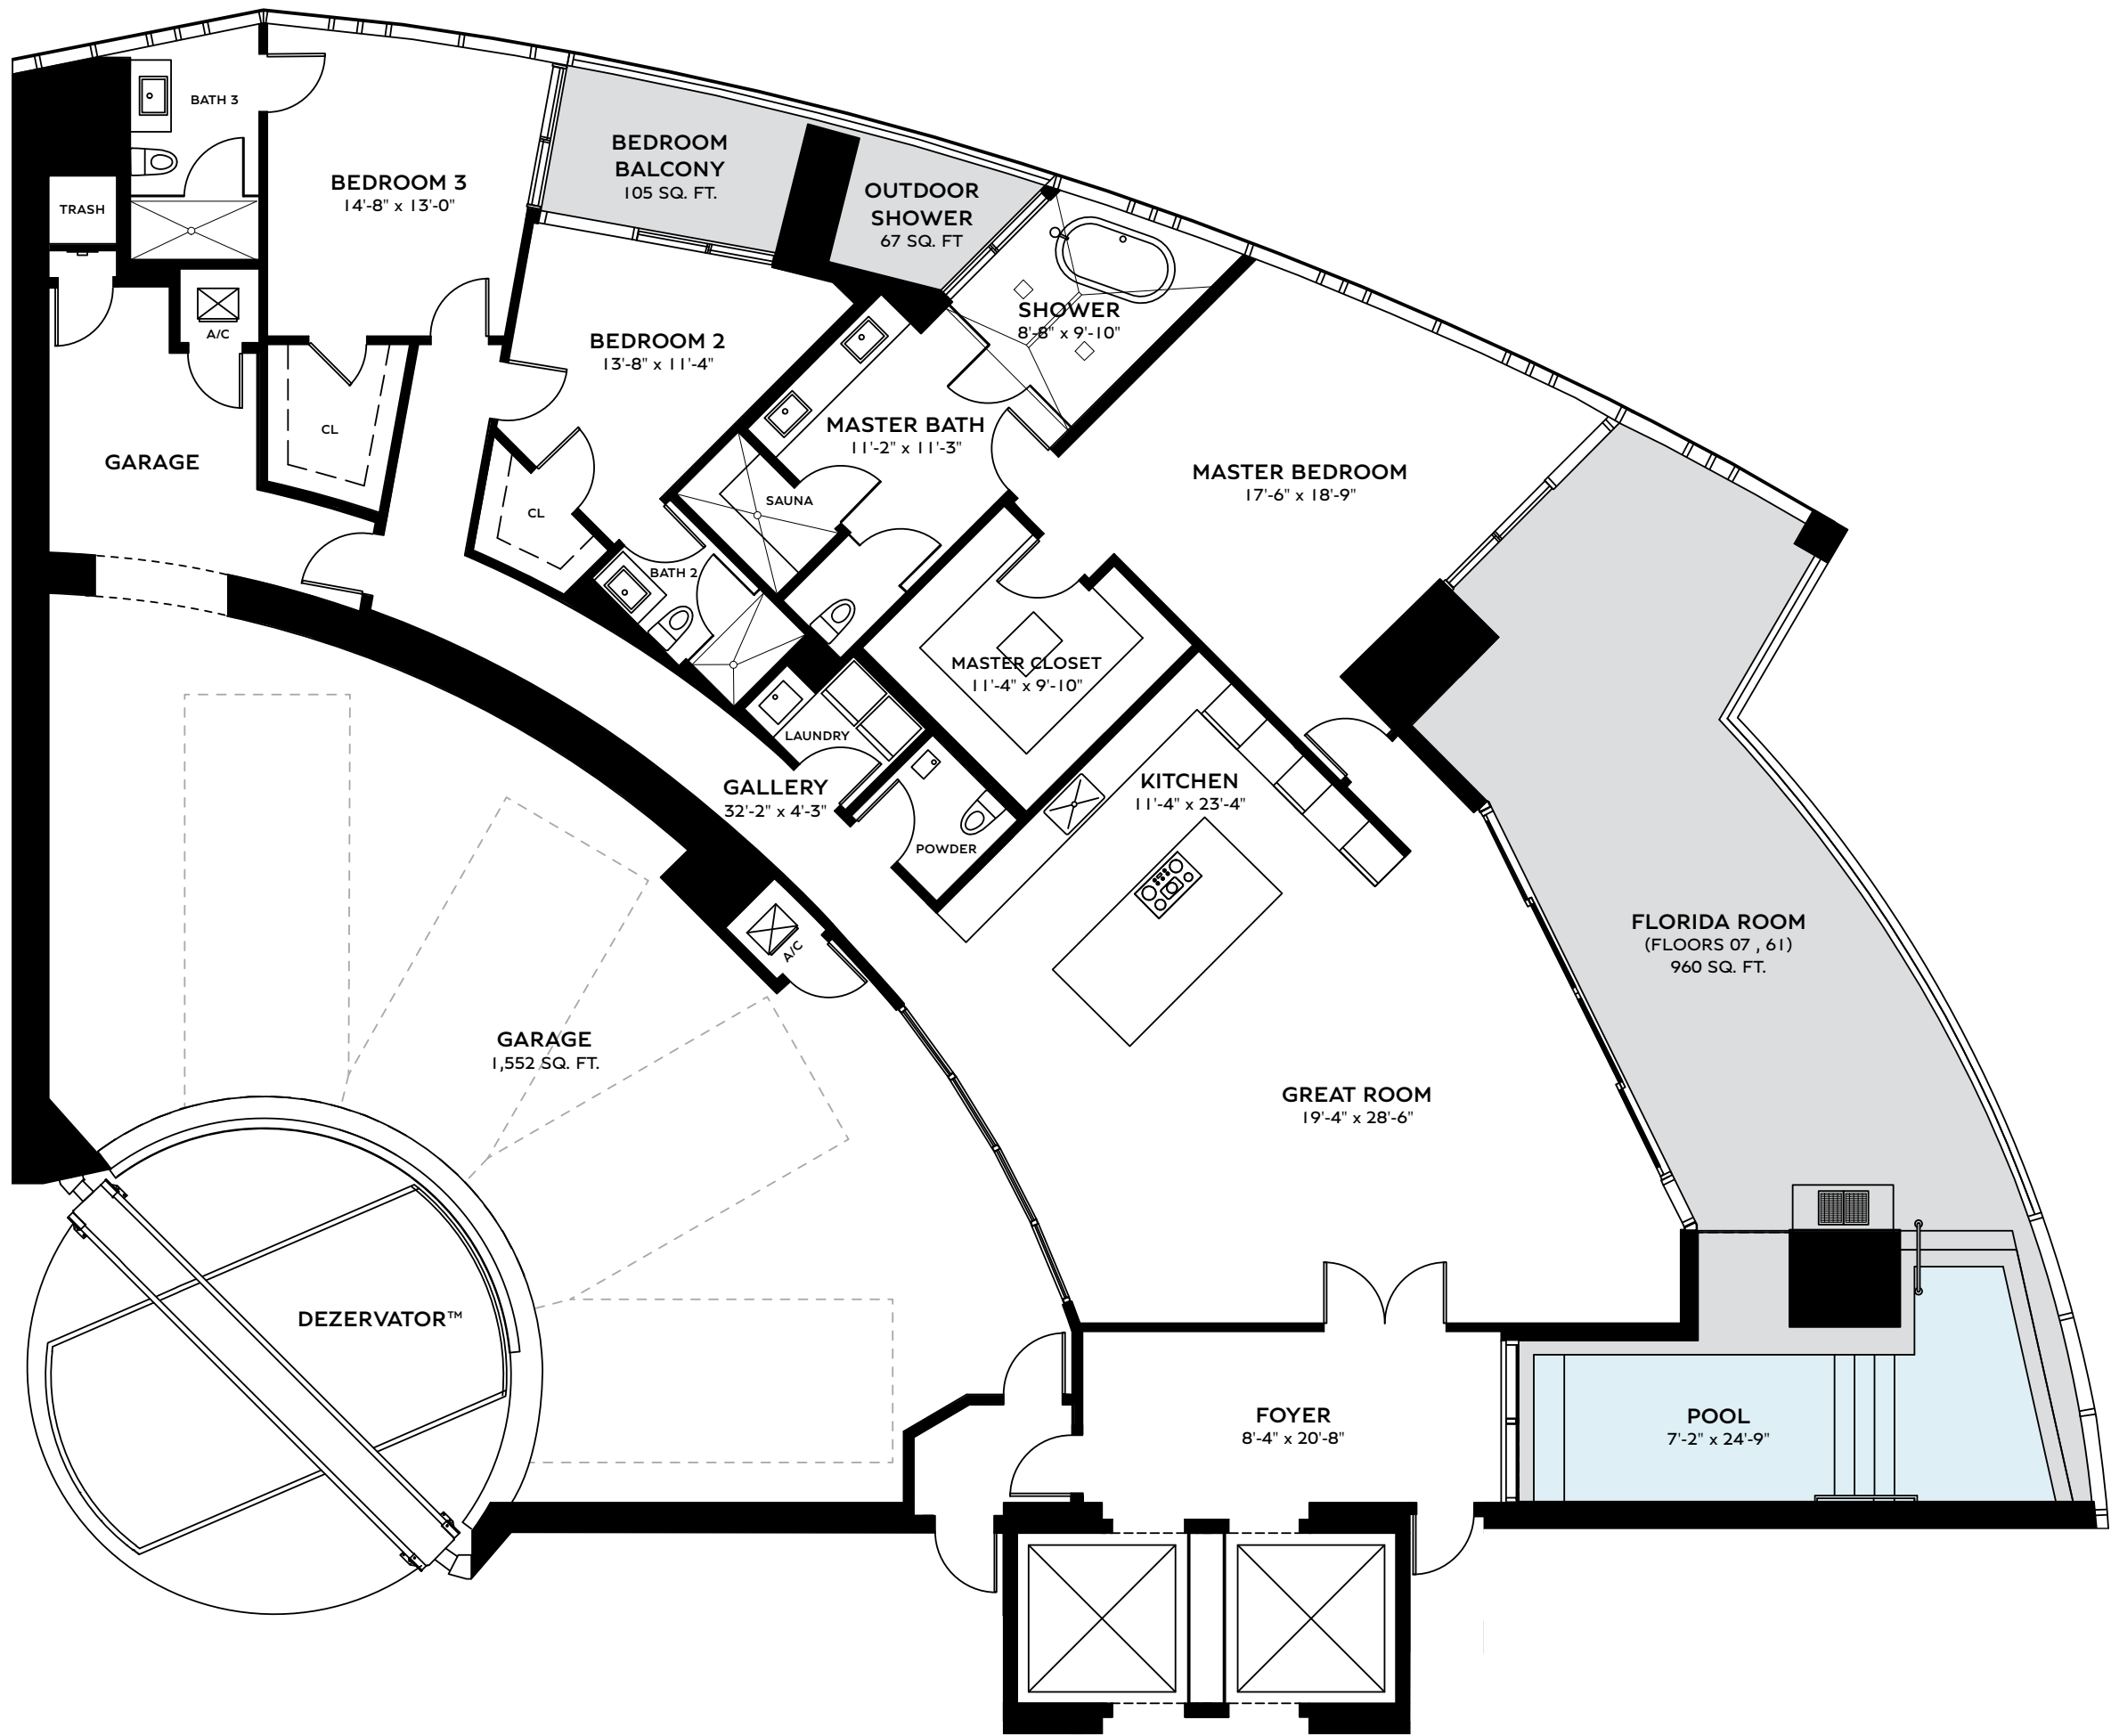 BATH 3
BEDROOM
BALCONY
105 SQ. FT.
BEDROOM 3
14'-8" x 13'-0"
OUTDOOR
SHOWER
67 SQ. FT
TRASH
SHOWER
8'-8" x 9'-10"
A/C
BEDROOM 2
13'-8" x 11'-4"
CL
MASTER BATH
11'-2" x 11'-3"
GARAGE
MASTER BEDROOM
17'-6" x 18'-9"
SAUNA
CL
BATH 2
MASTER CLOSET
11'-4" x 9'-10"
LAUNDRY
GALLERY
32'-2" x 4'-3"
KITCHEN
11'-4" x 23'-4"
POWDER
FLORIDA ROOM
(FLOORS 07 , 61)
960 SQ. FT.
A/C
GARAGE
1,552 SQ. FT.
GREAT ROOM
19'-4" x 28'-6"
DEZERVATOR™
FOYER
8'-4" x 20'-8"
POOL
7'-2" x 24'-9"